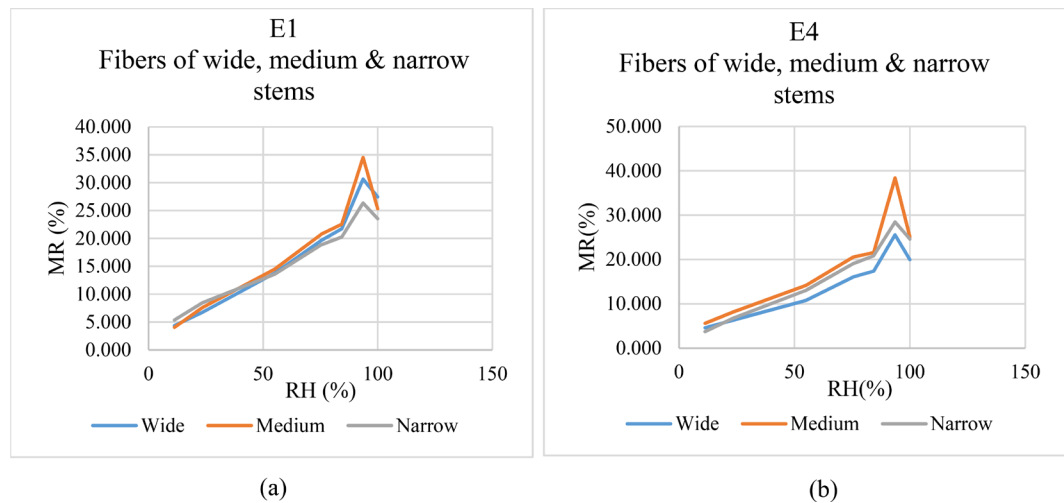 E1
Fibers of wide, medium & narrow
stems
40.000
35.000
30.000
25.000
20.000
15.000
10.000
5.000
0.000
MR (%)
0
50
100
150
RH (%)
Wide
Medium
Narrow
(a)
E4
Fibers of wide, medium & narrow
stems
50.000
40.000
30.000
20.000
10.000
0.000
MR(%)
0
50
100
150
RH(%)
Wide
Medium
Narrow
(b)